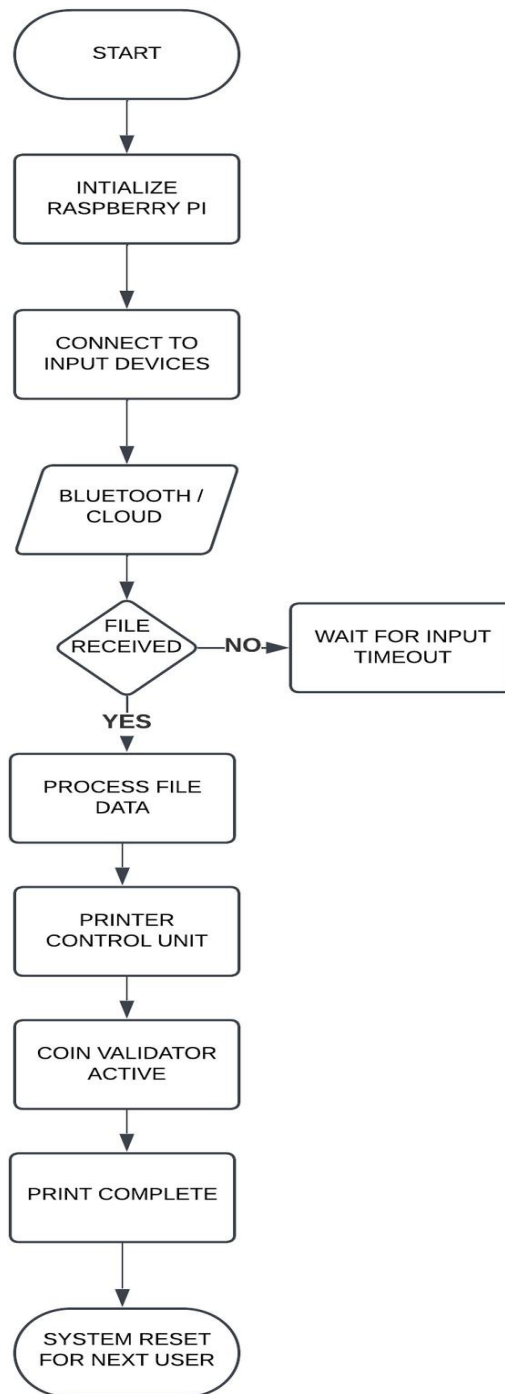 START
INTIALIZE
RASPBERRY PI
CONNECT TO
INPUT DEVICES
BLUETOOTH /
CLOUD
FILE
RECEIVED
NO
WAIT FOR INPUT
TIMEOUT
YES
PROCESS FILE
DATA
PRINTER
CONTROL UNIT
COIN VALIDATOR
ACTIVE
PRINT COMPLETE
SYSTEM RESET
FOR NEXT USER